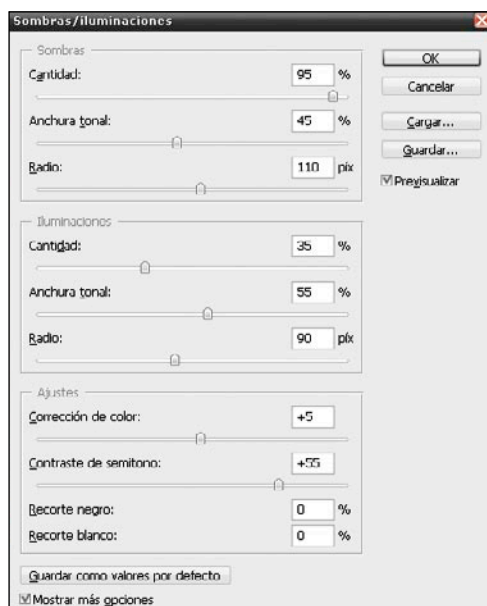 Sombras/iluminaciones
Sombras
Cantidad: 95 %
Anchura tonal: 45 %
Radio: 110 píx
Iluminaciones
Cantidad: 35 %
Anchura tonal: 55 %
Radio: 90 píx
Ajustes
Corrección de color: +5
Contraste de semitono: +55
Recorte negro: 0 %
Recorte blanco: 0 %
Guardar como valores por defecto
Mostrar más opciones
OK
Cancelar
Cargar...
Guardar...
Previsualizar